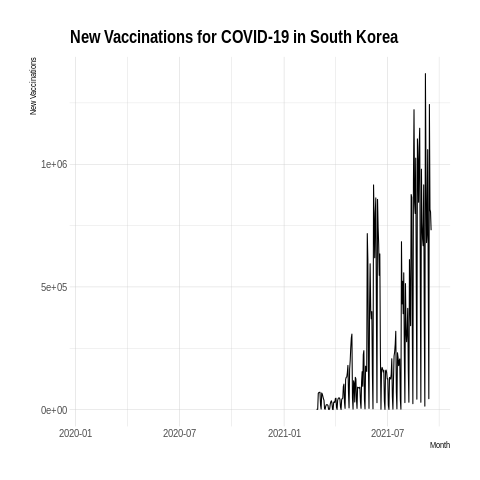 New Vaccinations for COVID-19 in South Korea
New Vaccinations
1e+06
5e+05
0e+00
2020-01 2020-07 2021-01 2021-07
Month